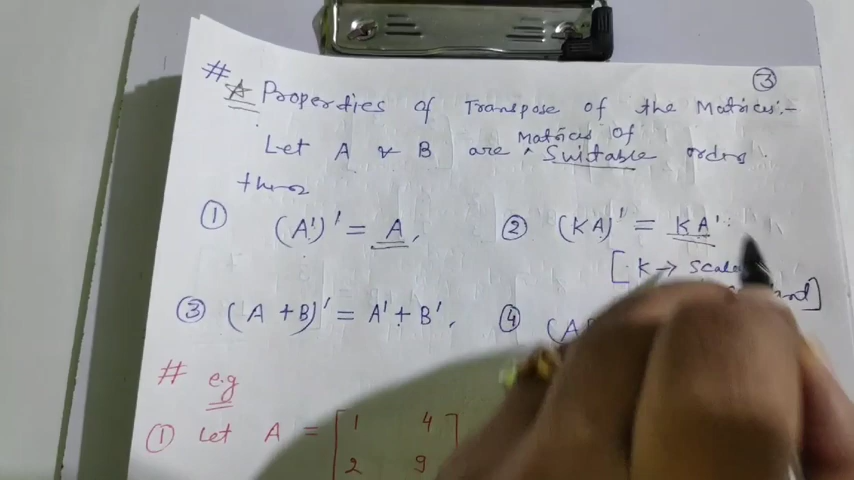 # ③
☆ Properties of Transpose of the Matrices:-
Matrices of
Let A & B are ^ Suitable orders.
then
① (A')' = A, ② (KA)' = KA'
[K → Scalar
③ (A+B)' = A' + B', ④ (A
# e.g
① Let A = [1 4
2 9